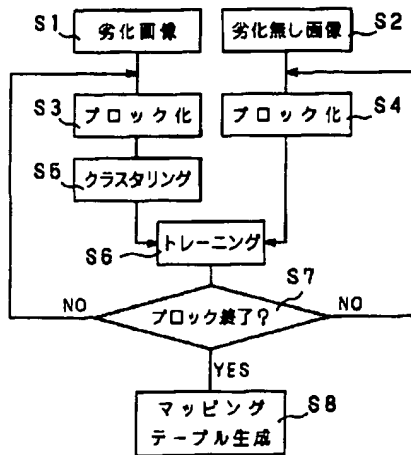 S1
劣化画像
劣化無し画像
S2
S3
ブロック化
ブロック化
S4
S5
クラスタリング
S6
トレーニング
S7
NO
ブロック終了?
NO
YES
マッピング
テーブル生成
S8